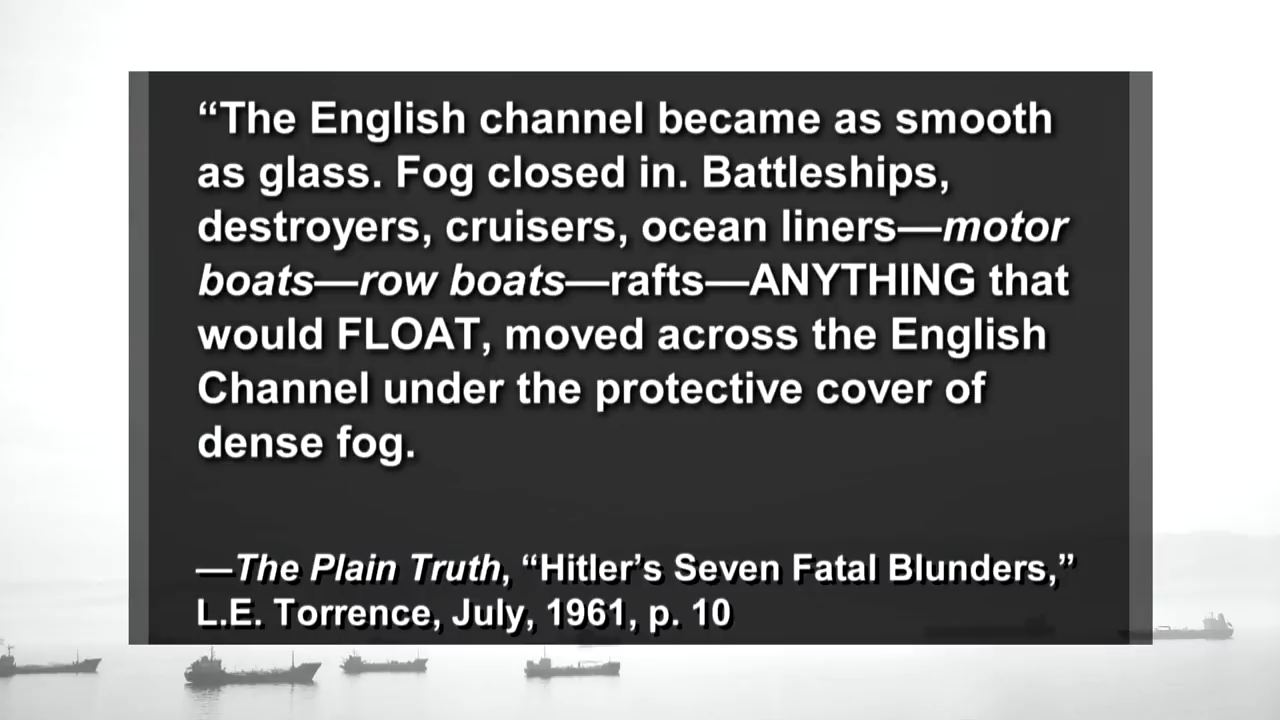 “The English channel became as smooth
as glass. Fog closed in. Battleships,
destroyers, cruisers, ocean liners—motor
boats—row boats—rafts—ANYTHING that
would FLOAT, moved across the English
Channel under the protective cover of
dense fog.
—The Plain Truth, “Hitler’s Seven Fatal Blunders,”
L.E. Torrence, July, 1961, p. 10